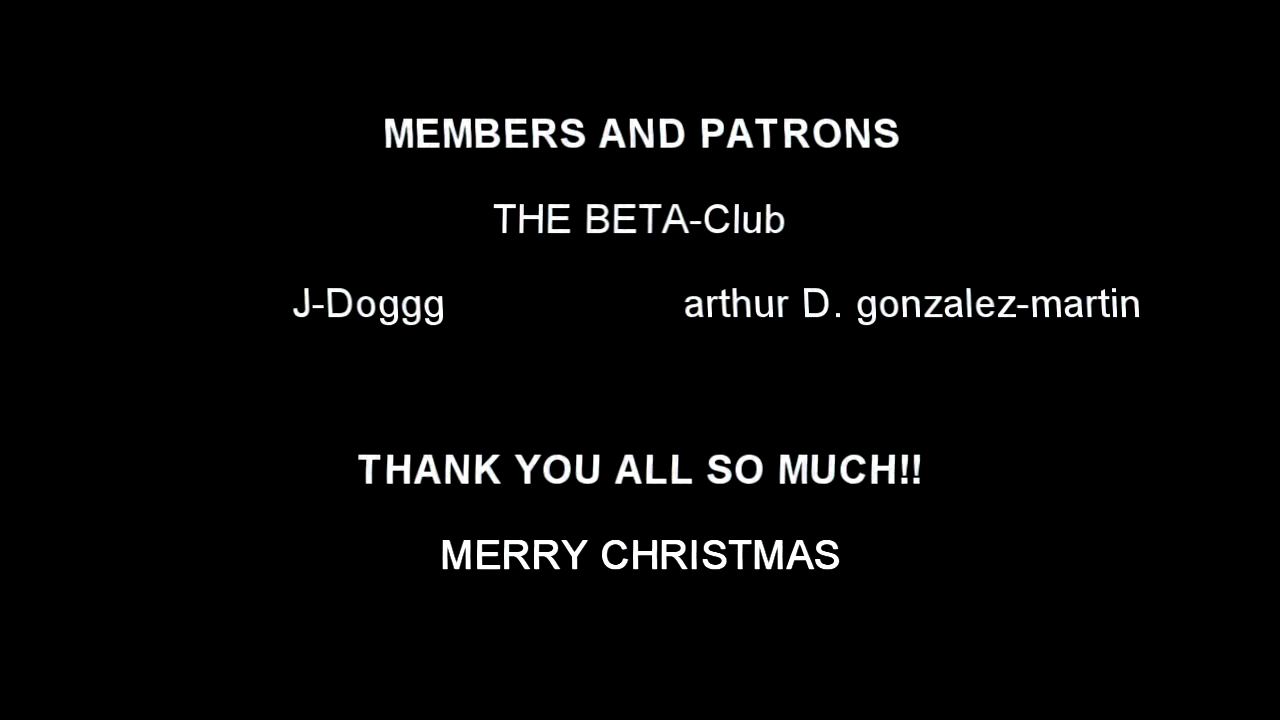 MEMBERS AND PATRONS
THE BETA-Club
J-Doggg arthur D. gonzalez-martin
THANK YOU ALL SO MUCH!!
MERRY CHRISTMAS